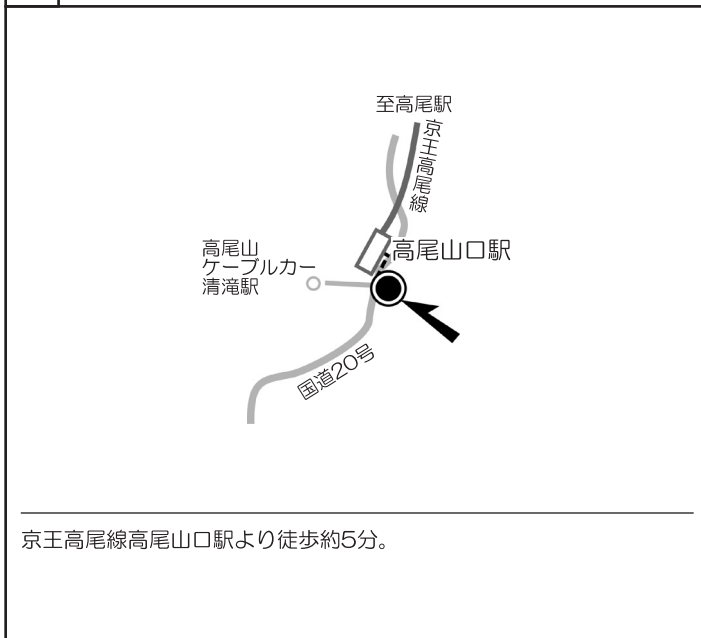 至高尾駅
京王高尾線
高尾山口駅
高尾山
ケーブルカー
清滝駅
国道20号
京王高尾線高尾山口駅より徒歩約5分。